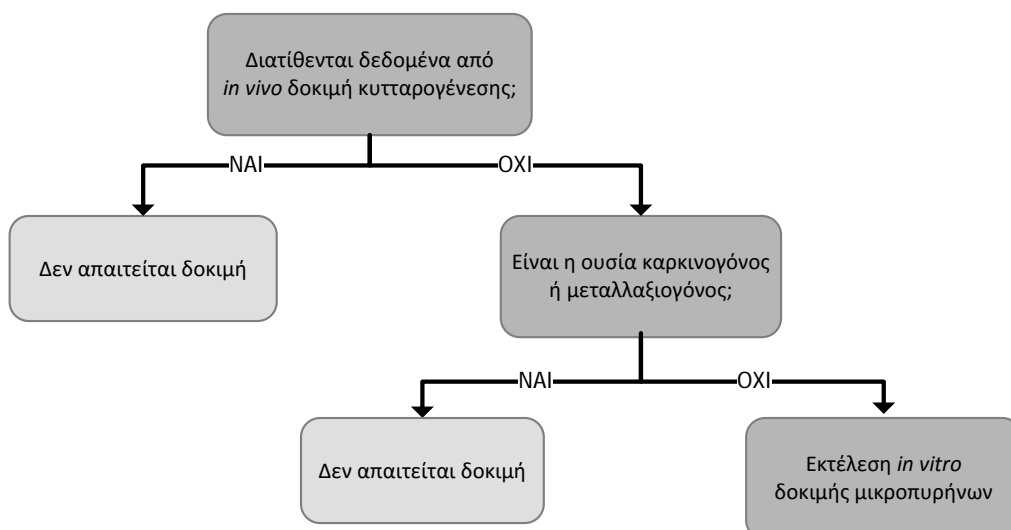 Διατίθενται δεδομένα από
in vivo δοκιμή κυτταρογένεσης;
ΝΑΙ
ΟΧΙ
Δεν απαιτείται δοκιμή
Είναι η ουσία καρκινογόνος
ή μεταλλαξιογόνος;
ΝΑΙ
ΟΧΙ
Δεν απαιτείται δοκιμή
Εκτέλεση in vitro
δοκιμής μικροπυρήνων